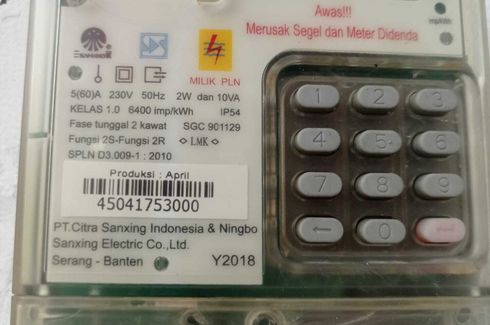 Awas!!!
Merusak Segel dan Meter Didenda
imp/kWh
SANXING
MILIK PLN
5(60)A 230V 50Hz 2W dan 10VA
KELAS 1.0 6400 imp/kWh IP54
Fase tunggal 2 kawat SGC 901129
Fungsi 2S-Fungsi 2R LMK
SPLN D3.009-1 : 2010
Produksi : April
45041753000
PT.Citra Sanxing Indonesia & Ningbo
Sanxing Electric Co.,Ltd.
Serang - Banten Y2018
1 2 3
4 5 6
7 8 9
0